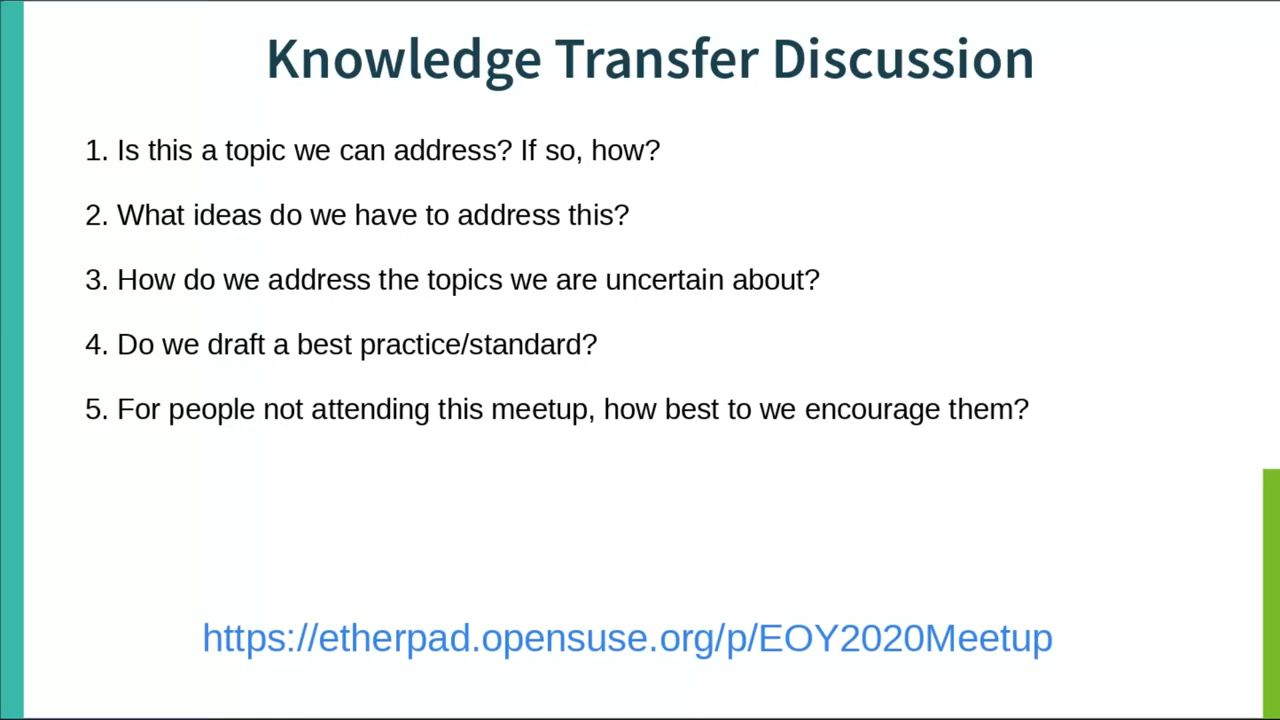 Knowledge Transfer Discussion
1. Is this a topic we can address? If so, how?
2. What ideas do we have to address this?
3. How do we address the topics we are uncertain about?
4. Do we draft a best practice/standard?
5. For people not attending this meetup, how best to we encourage them?
https://etherpad.opensuse.org/p/EOY2020Meetup